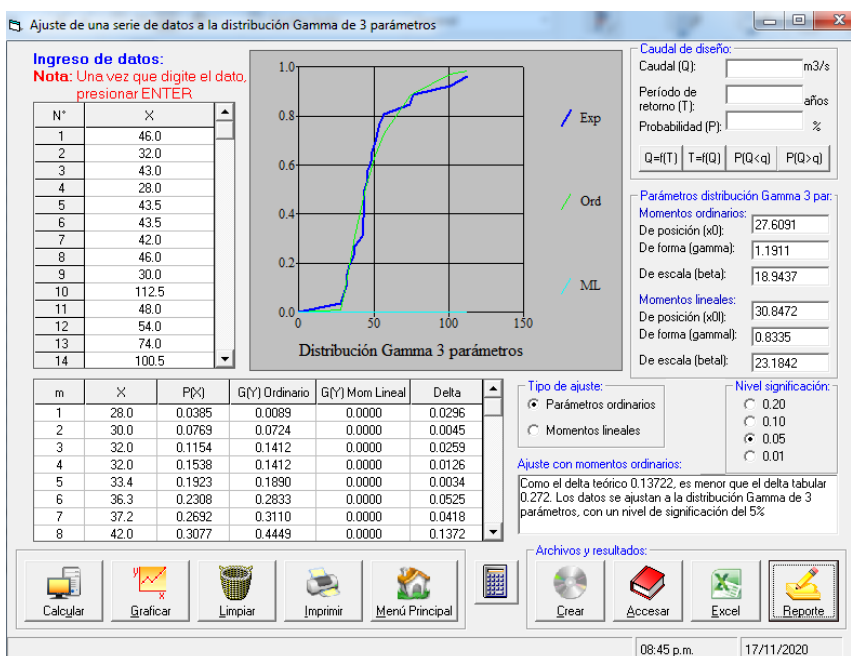 Ajuste de una serie de datos a la distribución Gamma de 3 parámetros
Ingreso de datos:
Nota: Una vez que digite el dato,
presionar ENTER
N° X
1 46.0
2 32.0
3 43.0
4 28.0
5 43.5
6 43.5
7 42.0
8 46.0
9 30.0
10 112.5
11 48.0
12 54.0
13 74.0
14 100.5
1.0
0.8
0.6
0.4
0.2
0.0
0 50 100 150
Exp
Ord
ML
Distribución Gamma 3 parámetros
Caudal de diseño:
Caudal (Q): m3/s
Período de
retorno (T): años
Probabilidad (P): %
Q=f(T) T=f(Q) P(Q<q) P(Q>q)
Parámetros distribución Gamma 3 par:
Momentos ordinarios:
De posición (x0): 27.6091
De forma (gamma): 1.1911
De escala (beta): 18.9437
Momentos lineales:
De posición (x0l): 30.8472
De forma (gammal): 0.8335
De escala (betal): 23.1842
m X P(X) G(Y) Ordinario G(Y) Mom Lineal Delta
1 28.0 0.0385 0.0089 0.0000 0.0296
2 30.0 0.0769 0.0724 0.0000 0.0045
3 32.0 0.1154 0.1412 0.0000 0.0259
4 32.0 0.1538 0.1412 0.0000 0.0126
5 33.4 0.1923 0.1890 0.0000 0.0034
6 36.3 0.2308 0.2833 0.0000 0.0525
7 37.2 0.2692 0.3110 0.0000 0.0418
8 42.0 0.3077 0.4449 0.0000 0.1372
Tipo de ajuste:
Parámetros ordinarios
Momentos lineales
Nivel significación:
0.20
0.10
0.05
0.01
Ajuste con momentos ordinarios:
Como el delta teórico 0.13722, es menor que el delta tabular
0.272. Los datos se ajustan a la distribución Gamma de 3
parámetros, con un nivel de significación del 5%
Archivos y resultados:
Calcular Graficar Limpiar Imprimir Menú Principal Crear Accesar Excel Reporte
08:45 p.m. 17/11/2020